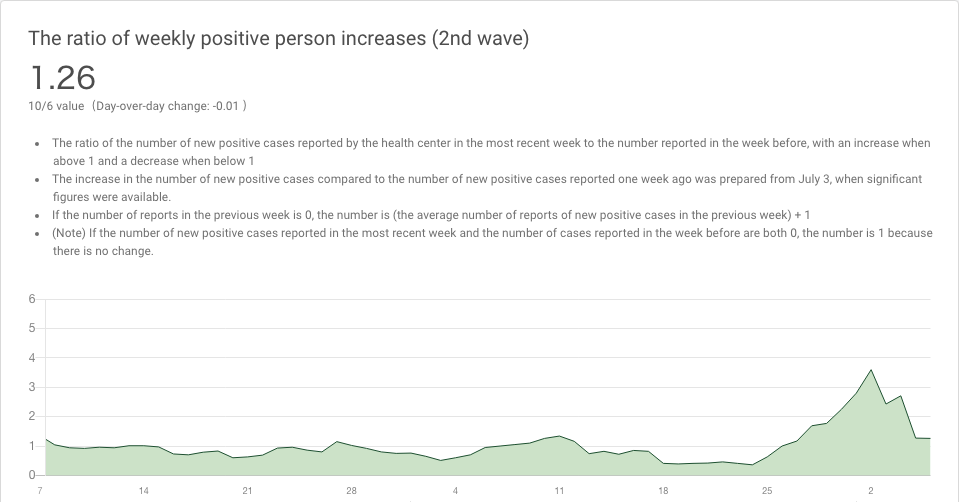 The ratio of weekly positive person increases (2nd wave)
1.26
10/6 value（Day-over-day change: -0.01 ）
• The ratio of the number of new positive cases reported by the health center in the most recent week to the number reported in the week before, with an increase when
above 1 and a decrease when below 1
• The increase in the number of new positive cases compared to the number of new positive cases reported one week ago was prepared from July 3, when significant
figures were available.
• If the number of reports in the previous week is 0, the number is (the average number of reports of new positive cases in the previous week) + 1
• (Note) If the number of new positive cases reported in the most recent week and the number of cases reported in the week before are both 0, the number is 1 because
there is no change.
6
5
4
3
2
1
0
7 14 21 28 4 11 18 25 2